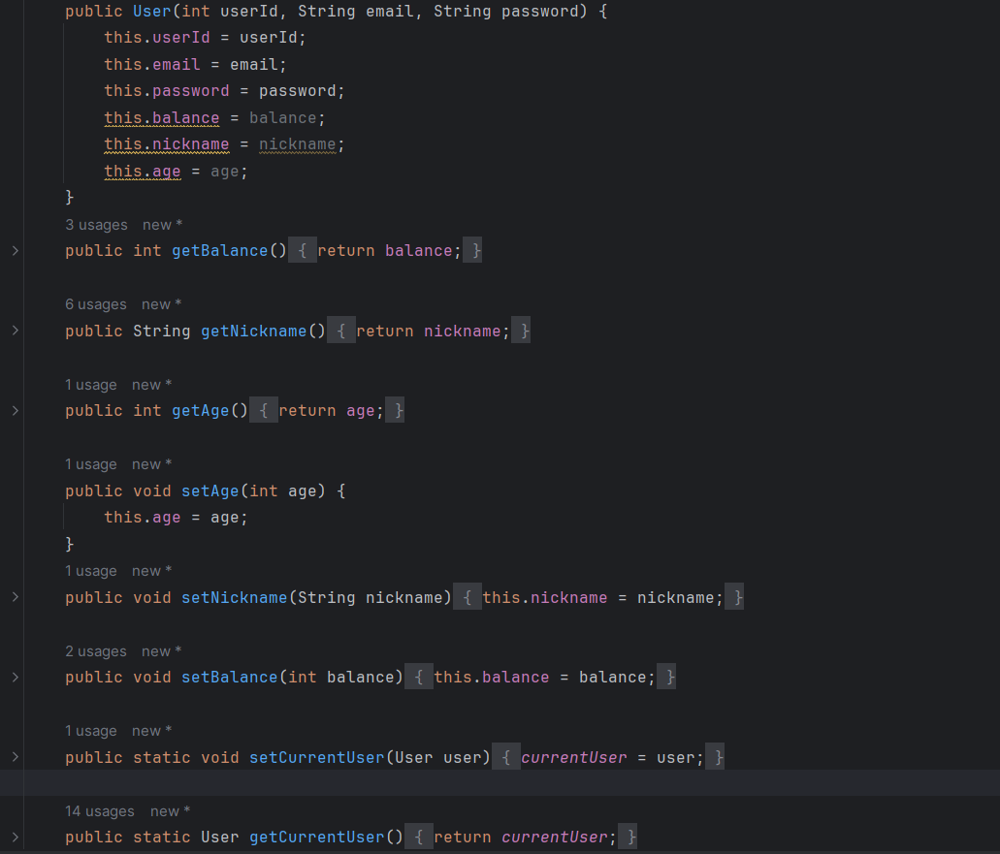 public User(int userId, String email, String password) {
this.userId = userId;
this.email = email;
this.password = password;
this.balance = balance;
this.nickname = nickname;
this.age = age;
}
3 usages new *
public int getBalance() { return balance; }
6 usages new *
public String getNickname() { return nickname; }
1 usage new *
public int getAge() { return age; }
1 usage new *
public void setAge(int age) {
this.age = age;
}
1 usage new *
public void setNickname(String nickname) { this.nickname = nickname; }
2 usages new *
public void setBalance(int balance) { this.balance = balance; }
1 usage new *
public static void setCurrentUser(User user) { currentUser = user; }
14 usages new *
public static User getCurrentUser() { return currentUser; }